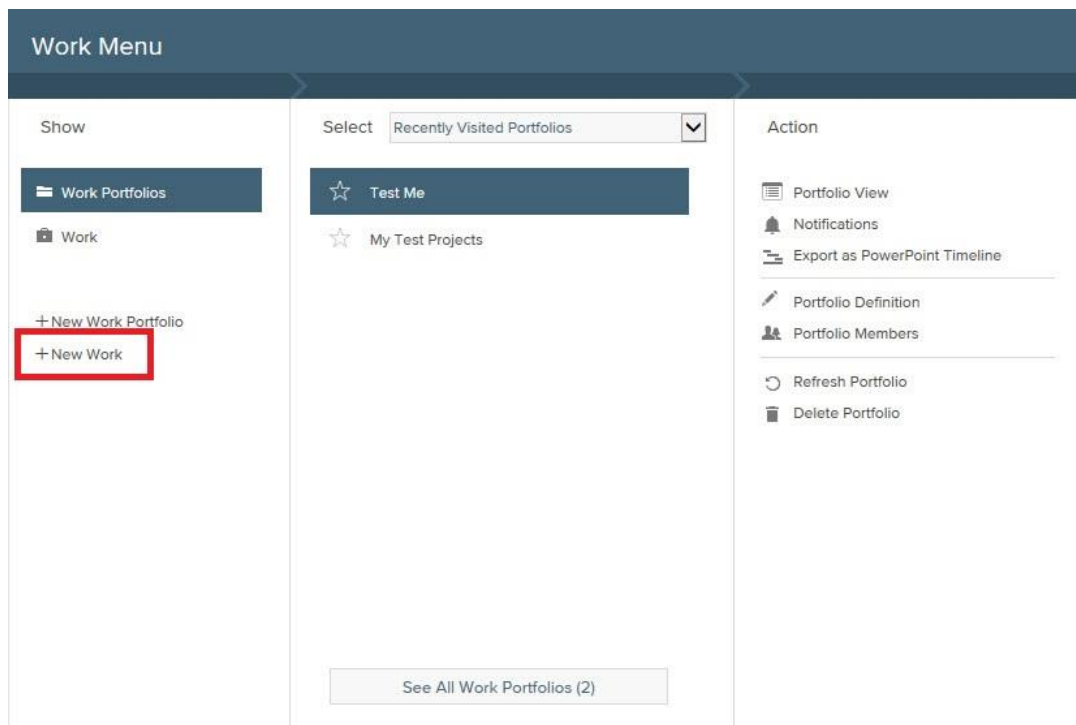 Work Menu
Show
Work Portfolios
Work
+New Work Portfolio
+New Work
Select Recently Visited Portfolios
Test Me
My Test Projects
See All Work Portfolios (2)
Action
Portfolio View
Notifications
Export as PowerPoint Timeline
Portfolio Definition
Portfolio Members
Refresh Portfolio
Delete Portfolio